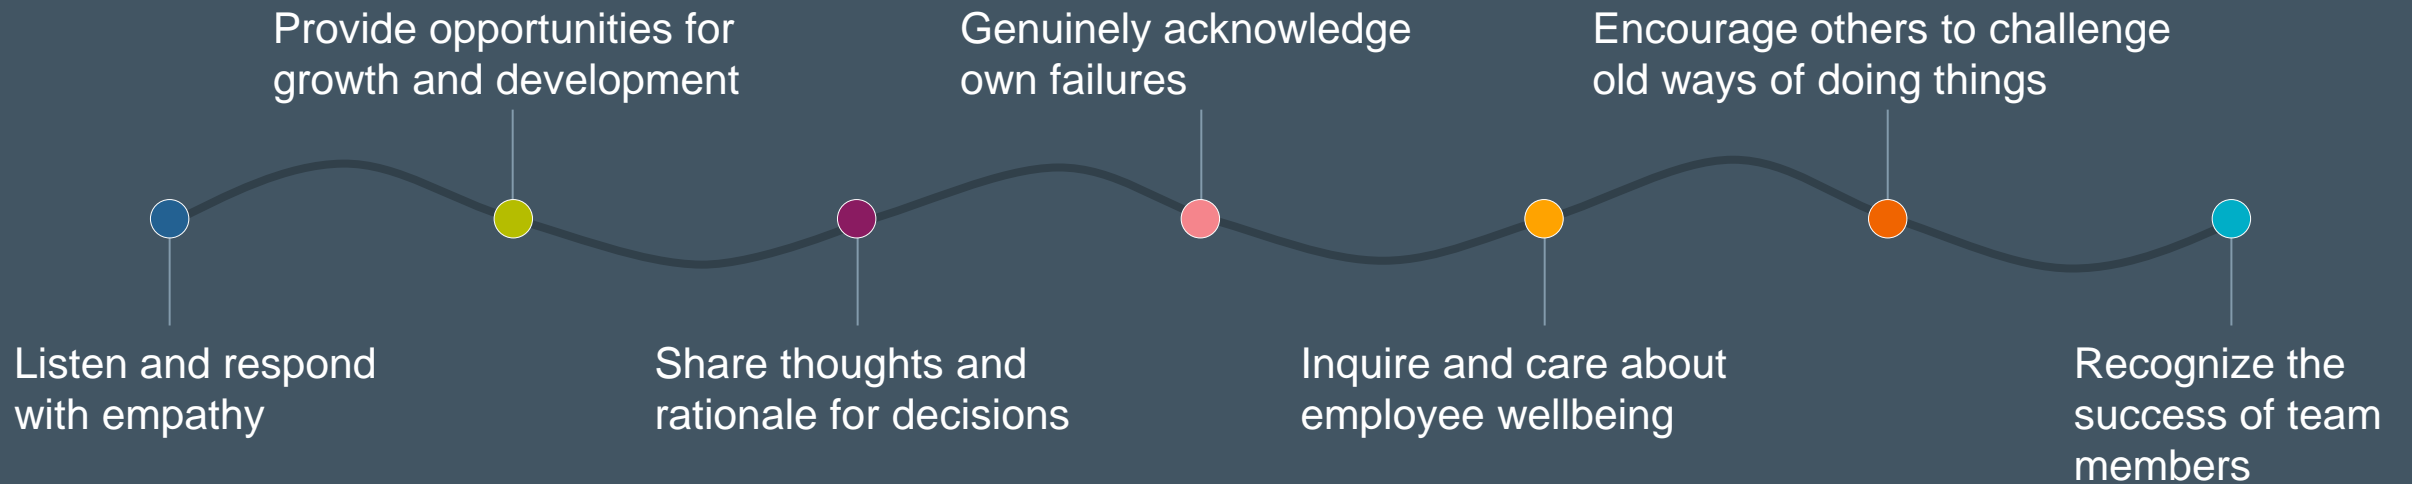 Provide opportunities for
growth and development
Genuinely acknowledge
own failures
Encourage others to challenge
old ways of doing things
Listen and respond
with empathy
Share thoughts and
rationale for decisions
Inquire and care about
employee wellbeing
Recognize the
success of team
members